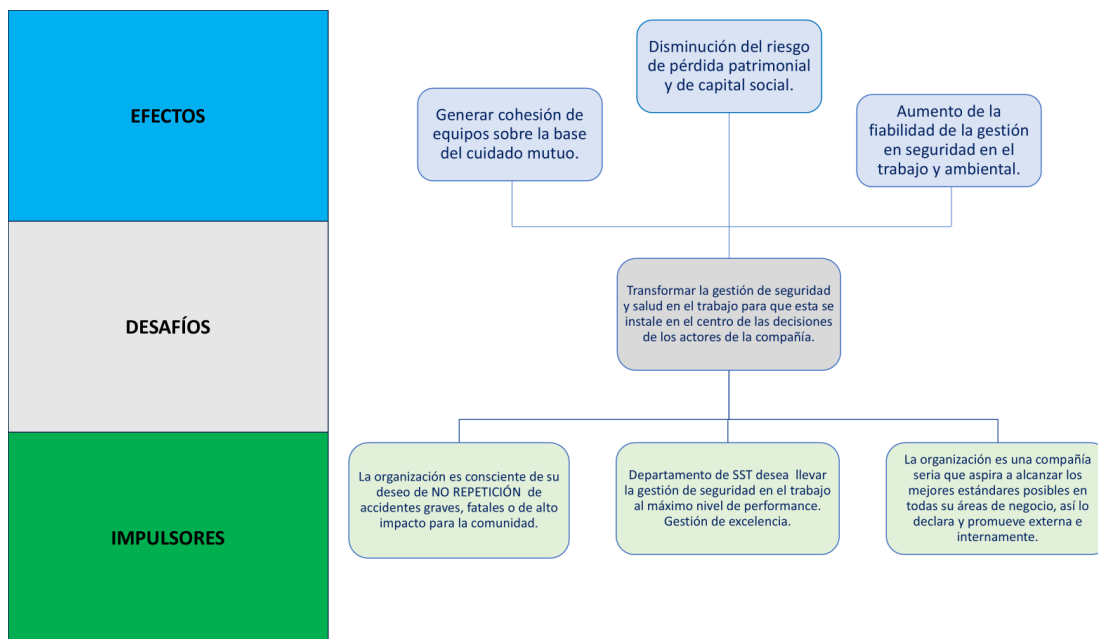 EFECTOS
Disminución del riesgo
de pérdida patrimonial
y de capital social.
Generar cohesión de
equipos sobre la base
del cuidado mutuo.
Aumento de la
fiabilidad de la gestión
en seguridad en el
trabajo y ambiental.
DESAFÍOS
Transformar la gestión de seguridad
y salud en el trabajo para que esta se
instale en el centro de las decisiones
de los actores de la compañía.
IMPULSORES
La organización es consciente de su
deseo de NO REPETICIÓN de
accidentes graves, fatales o de alto
impacto para la comunidad.
Departamento de SST desea llevar
la gestión de seguridad en el trabajo
al máximo nivel de performance.
Gestión de excelencia.
La organización es una compañía
seria que aspira a alcanzar los
mejores estándares posibles en
todas su áreas de negocio, así lo
declara y promueve externa e
internamente.